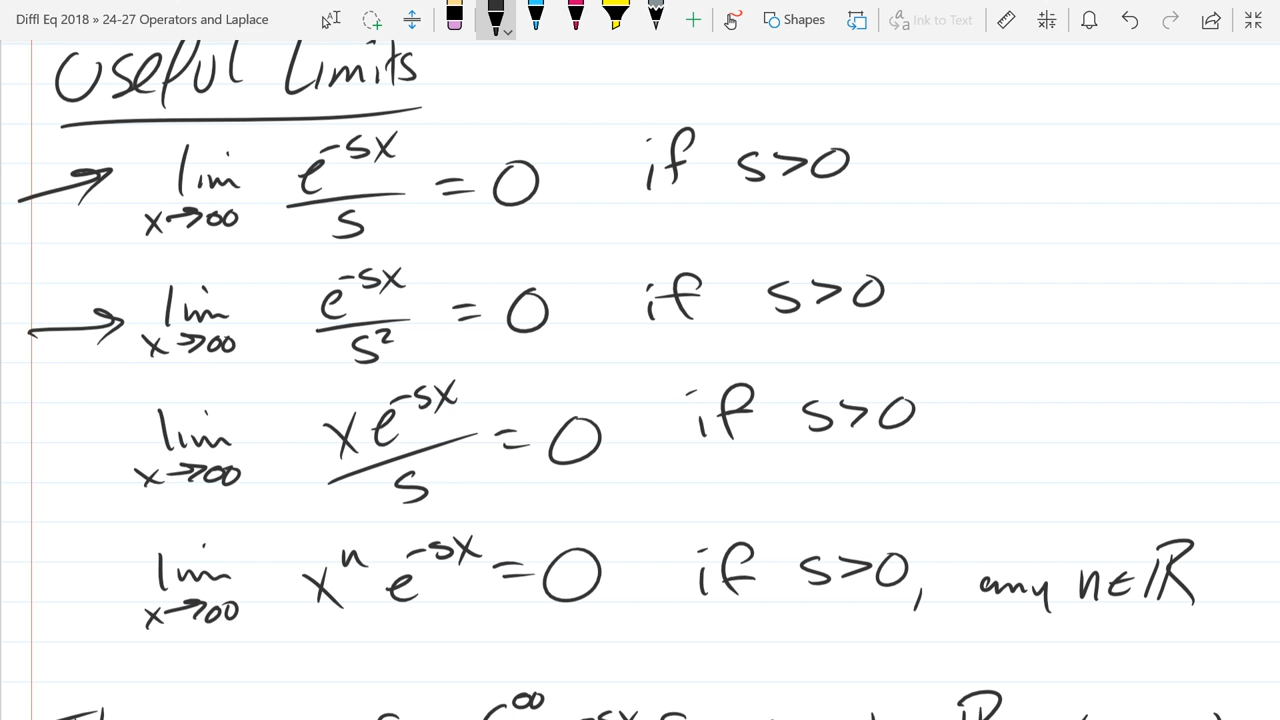 Diffl Eq 2018 » 24-27 Operators and Laplace
Shapes
Ink to Text
Useful Limits
→ lim x→∞ e^{-sx}/s = 0 if s>0
→ lim x→∞ e^{-sx}/s² = 0 if s>0
lim x→∞ xe^{-sx}/s = 0 if s>0
lim x→∞ xⁿ e^{-sx} = 0 if s>0, any n∈ℝ